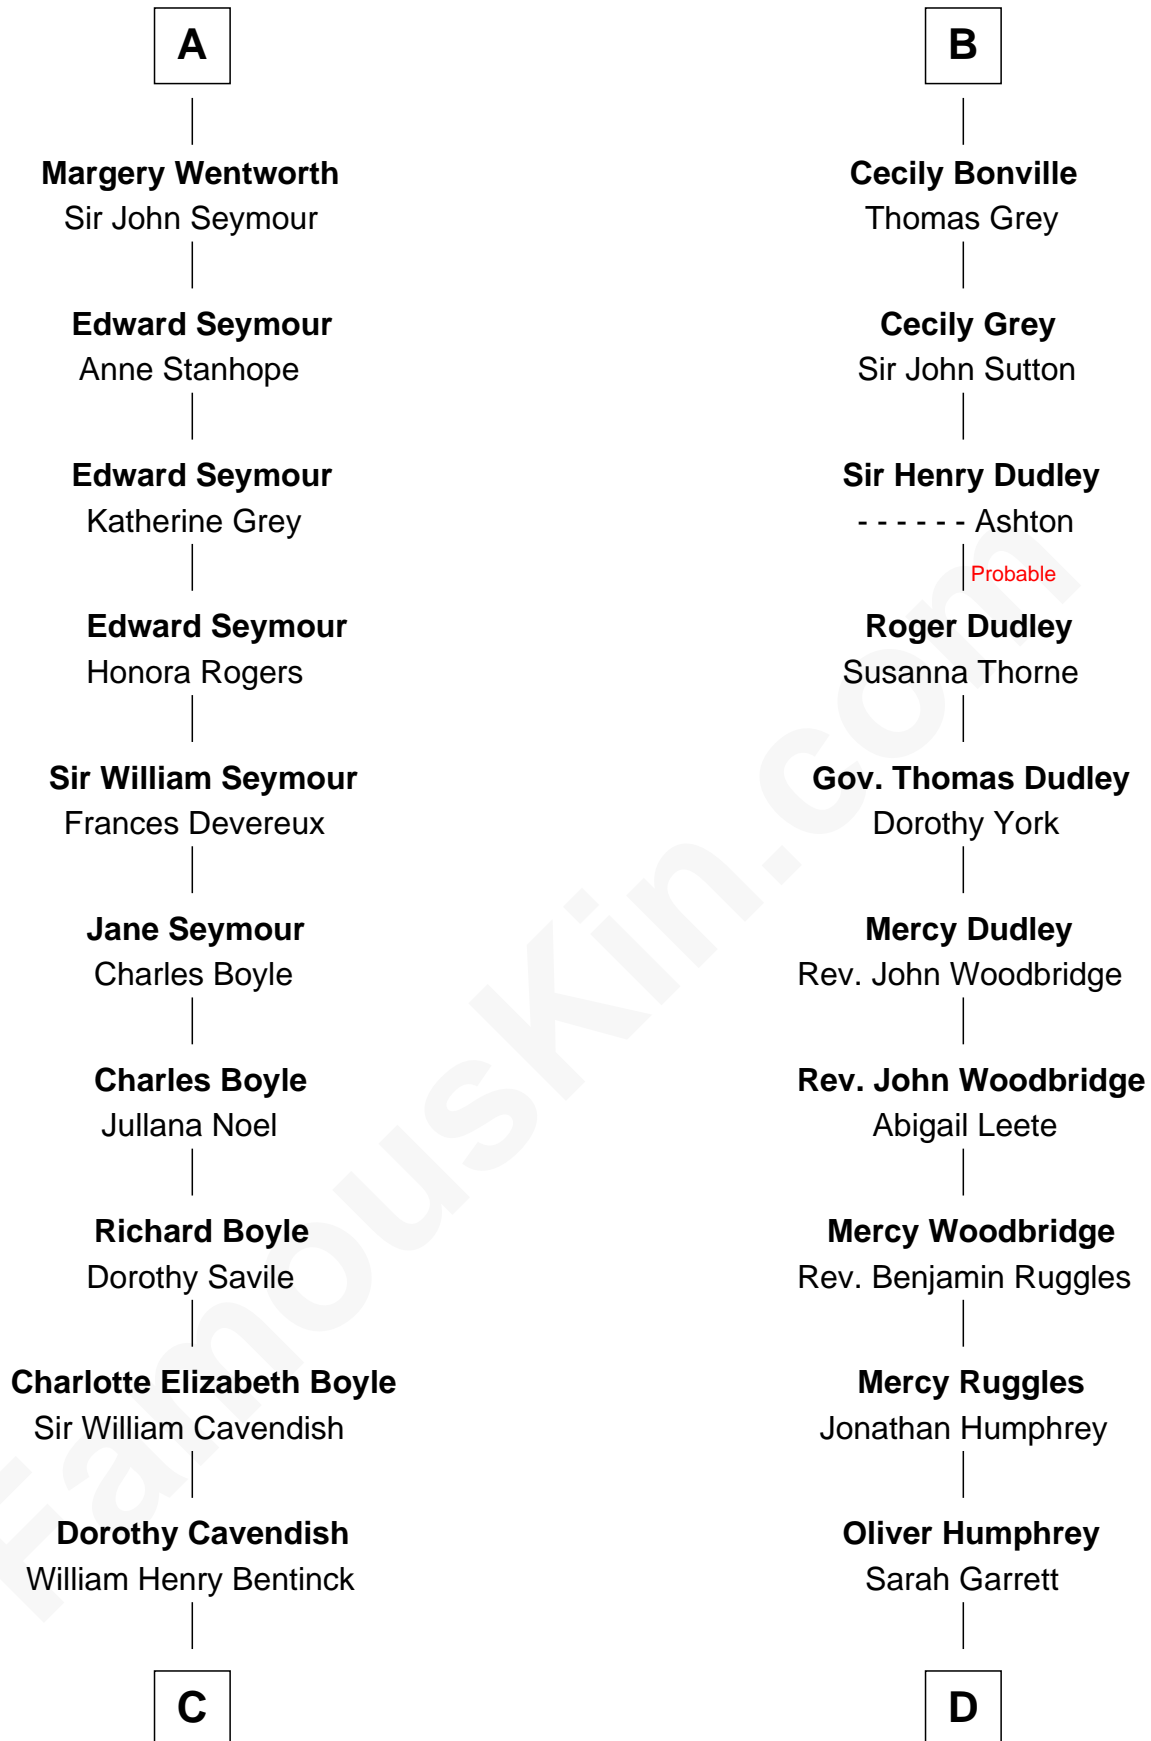 A
Margery Wentworth
Sir John Seymour
Edward Seymour
Anne Stanhope
Edward Seymour
Katherine Grey
Edward Seymour
Honora Rogers
Sir William Seymour
Frances Devereux
Jane Seymour
Charles Boyle
Charles Boyle
Jullana Noel
Richard Boyle
Dorothy Savile
Charlotte Elizabeth Boyle
Sir William Cavendish
Dorothy Cavendish
William Henry Bentinck
C
B
Cecily Bonville
Thomas Grey
Cecily Grey
Sir John Sutton
Sir Henry Dudley
- - - - - - Ashton
Probable
Roger Dudley
Susanna Thorne
Gov. Thomas Dudley
Dorothy York
Mercy Dudley
Rev. John Woodbridge
Rev. John Woodbridge
Abigail Leete
Mercy Woodbridge
Rev. Benjamin Ruggles
Mercy Ruggles
Jonathan Humphrey
Oliver Humphrey
Sarah Garrett
D
FamousKin.com